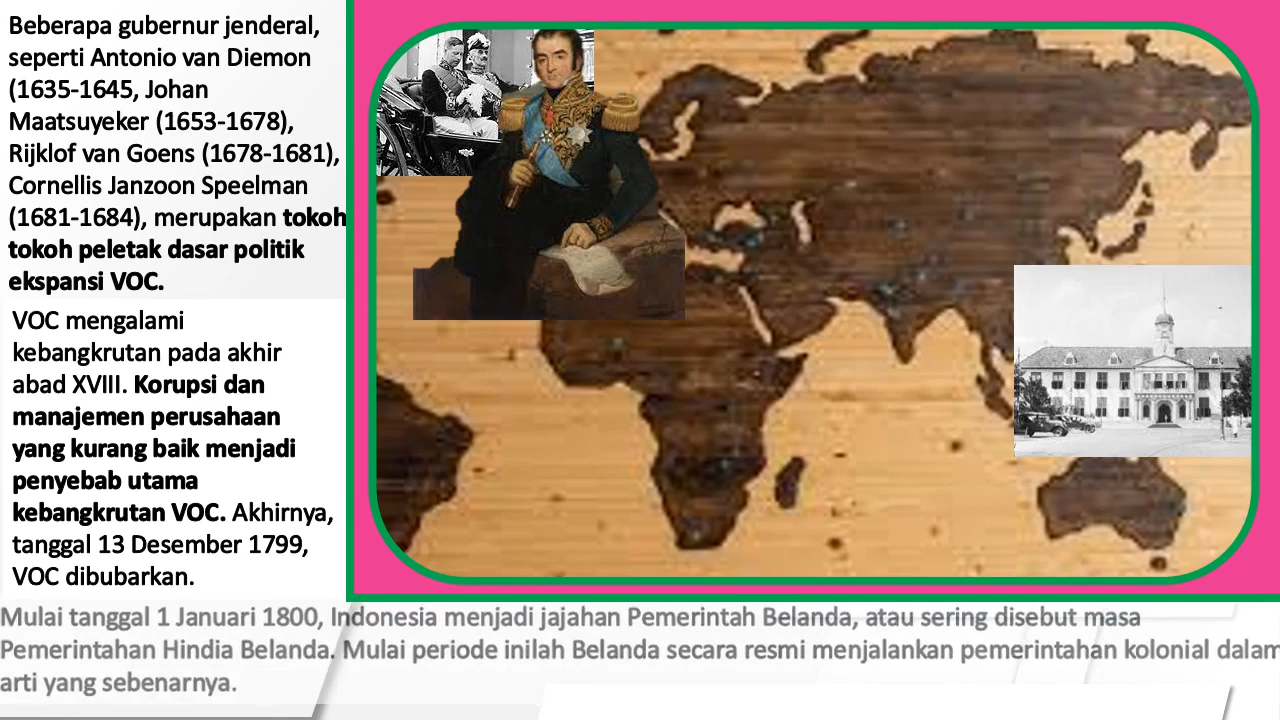 Beberapa gubernur jenderal,
seperti Antonio van Diemon
(1635-1645, Johan
Maatsuyeker (1653-1678),
Rijklof van Goens (1678-1681),
Cornellis Janzoon Speelman
(1681-1684), merupakan tokoh
tokoh peletak dasar politik
ekspansi VOC.
VOC mengalami
kebangkrutan pada akhir
abad XVIII. Korupsi dan
manajemen perusahaan
yang kurang baik menjadi
penyebab utama
kebangkrutan VOC. Akhirnya,
tanggal 13 Desember 1799,
VOC dibubarkan.
Mulai tanggal 1 Januari 1800, Indonesia menjadi jajahan Pemerintah Belanda, atau sering disebut masa
Pemerintahan Hindia Belanda. Mulai periode inilah Belanda secara resmi menjalankan pemerintahan kolonial dalam
arti yang sebenarnya.